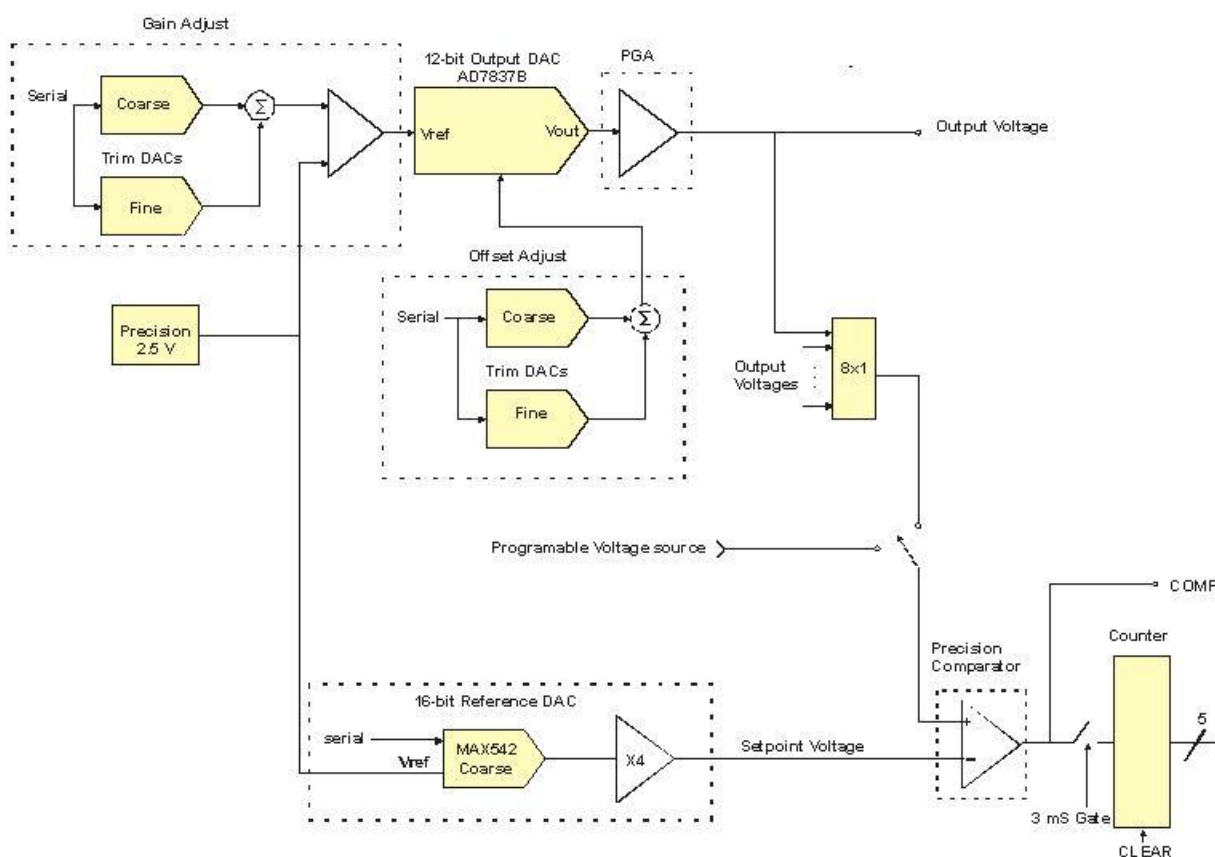 Gain Adjust
12-bit Output DAC
AD7837B
PGA
Serial
Coarse
Σ
Vref
Vout
Output Voltage
Trim DACs
Fine
Offset Adjust
Serial
Coarse
Σ
Precision
2.5 V
Trim DACs
Fine
Output
Voltages
8x1
Programable Voltage source
COMP
Counter
Precision
Comparator
16-bit Reference DAC
serial
Vref
MAX542
Coarse
X4
Setpoint Voltage
+
-
5
3 mS Gate
CLEAR